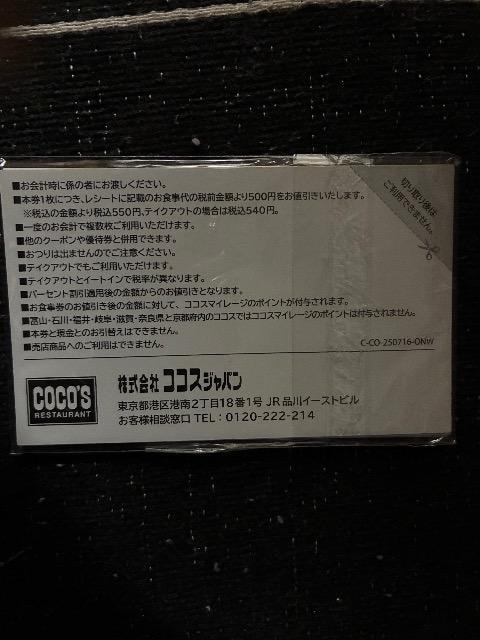 ■お会計時に係の者にお渡しください。
■本券1枚につき、レシートに記載のお食事代の税前金額より500円をお値引きいたします。
※税込の金額より税込550円、テイクアウトの場合は税込540円。
■一度のお会計で複数枚ご利用いただけます。
■他のクーポンや優待券と併用できます。
■おつりは出ませんのでご注意ください。
■テイクアウトでもご利用いただけます。
■テイクアウトとイートインで税率が異なります。
■パーセント割引適用後の金額からのお値引きとなります。
■お食事券のお値引き後の金額に対して、ココスマイレージのポイントが付与されます。
■富山・石川・福井・岐阜・滋賀・奈良県と京都府内のココスではココスマイレージのポイントは付与されません。
■本券と現金とのお引替えはできません。
■売店商品へのご利用はできません。
切り取り後は
ご利用できません。
C-CO-250716-ONW
COCO'S
RESTAURANT
株式会社 ココスジャパン
東京都港区港南2丁目18番1号 JR品川イーストビル
お客様相談窓口 TEL:0120-222-214